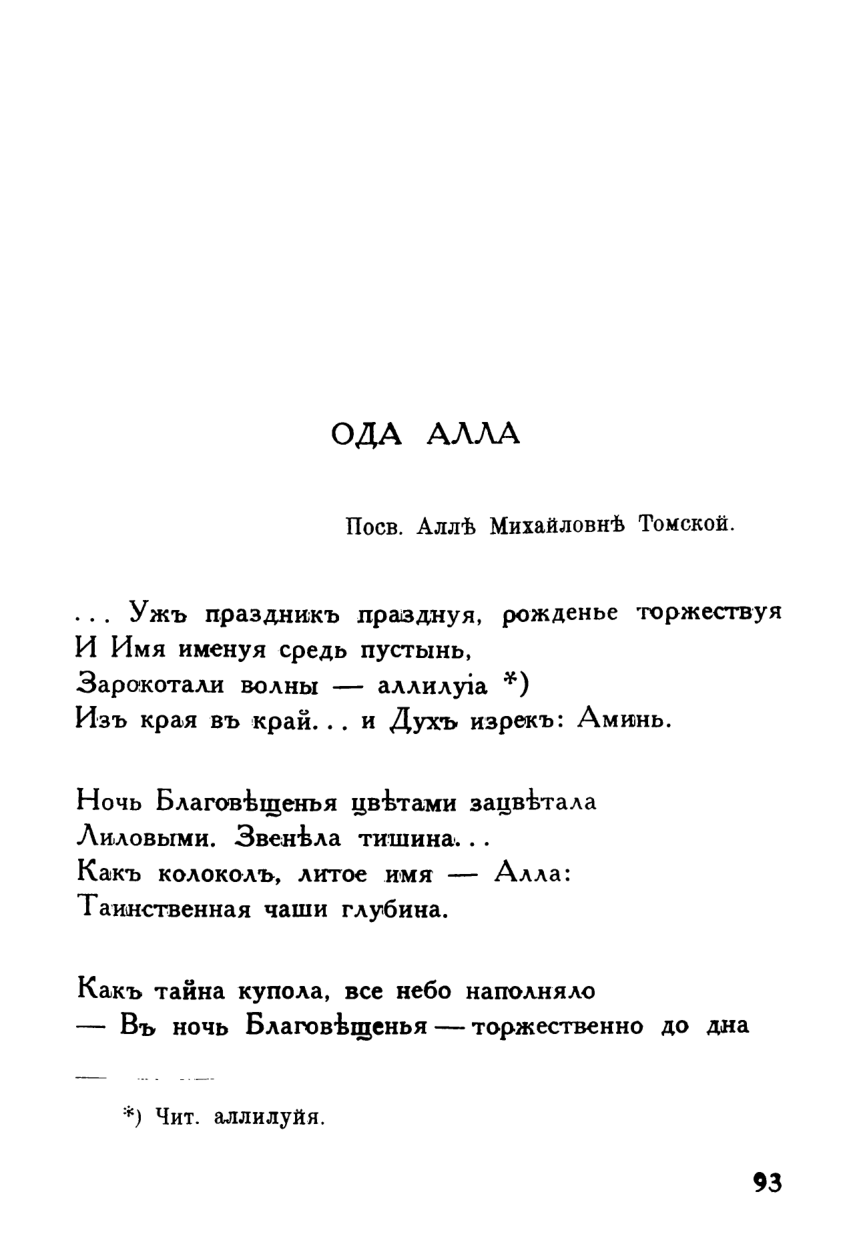 ОДА АЛЛА
Посв. Аллѣ Михайловнѣ Томской.
... Ужъ праздникъ празднуя, рожденье торжествуя
И Имя именуя средь пустынь,
Зарокотали волны — аллилуіа *)
Изъ края въ край... и Духъ изрекъ: Аминь.
Ночь Благовѣщенья цвѣтами зацвѣтала
Лиловыми. Звенѣла тишина...
Какъ колоколъ, литое имя — Алла:
Таинственная чаши глубина.
Какъ тайна купола, все небо наполняло
— Въ ночь Благовѣщенья — торжественно до дна
*) Чит. аллилуйя.
93